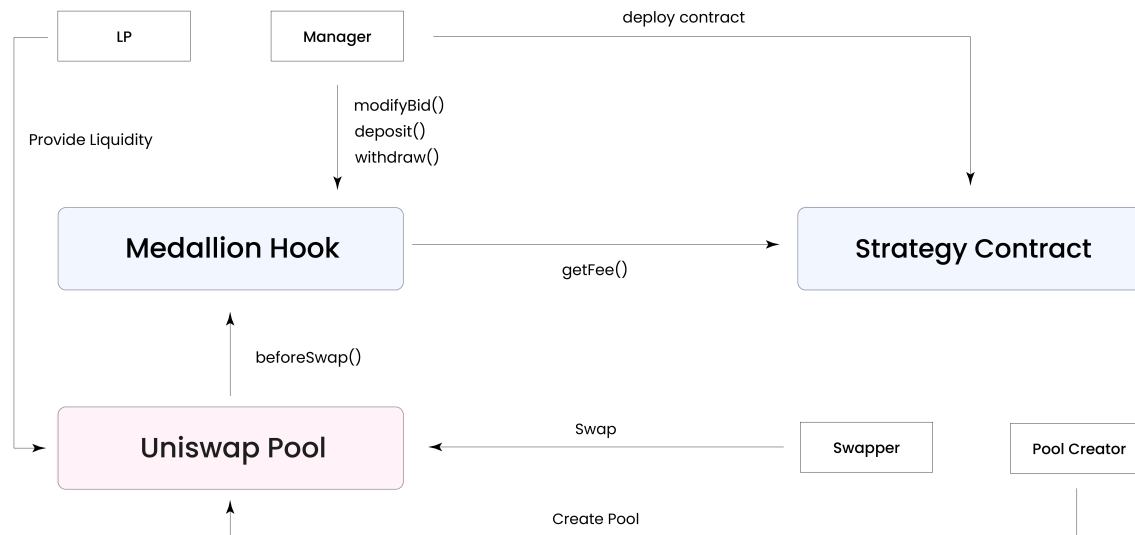 deploy contract
LP
Manager
modifyBid()
deposit()
withdraw()
Provide Liquidity
Medallion Hook
Strategy Contract
getFee()
beforeSwap()
Uniswap Pool
Swap
Swapper
Pool Creator
Create Pool